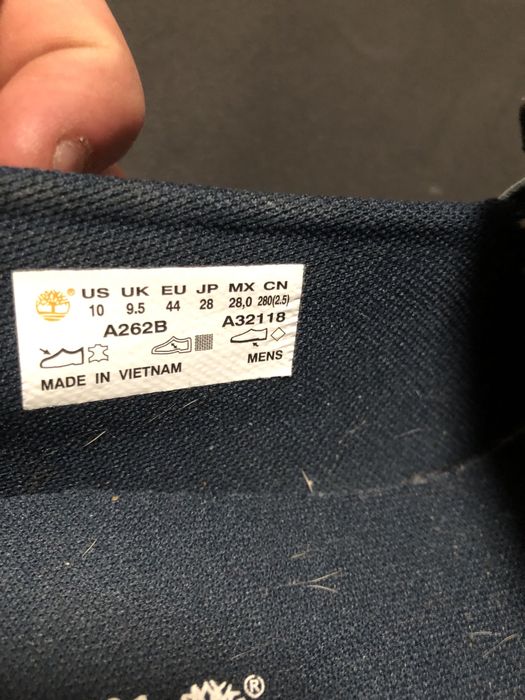 ® US UK EU JP MX CN
10 9.5 44 28 28,0 280(2.5)
A262B A32118
MENS
MADE IN VIETNAM
®